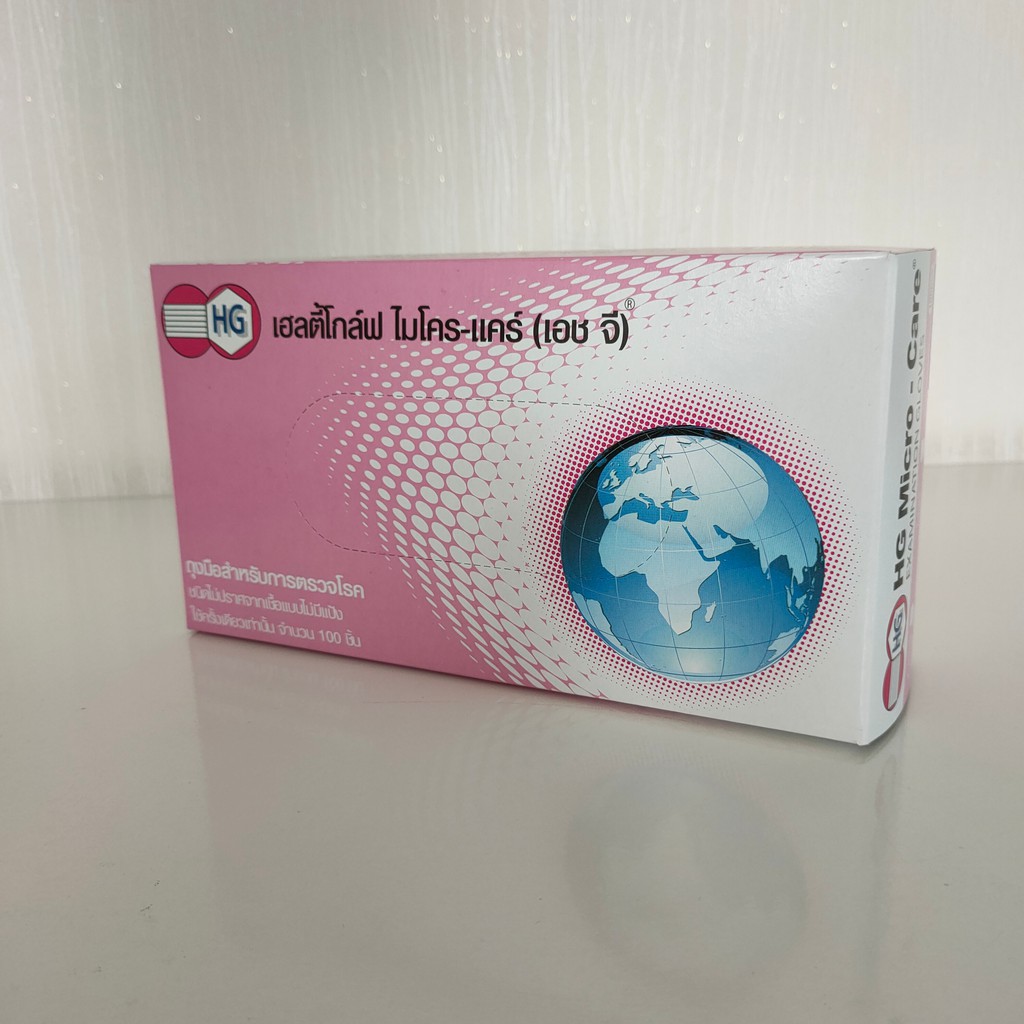 HG
เฮลตี้โกล์ฟ ไมโคร-แคร์ (เอช จี)®
ถุงมือสำหรับการตรวจโรค
ชนิดไม่ปราศจากเชื้อแบบไม่มีแป้ง
ใช้ครั้งเดียวเท่านั้น จำนวน 100 ชิ้น
HG
HG Micro - Care®
EXAMINATION GLOVES